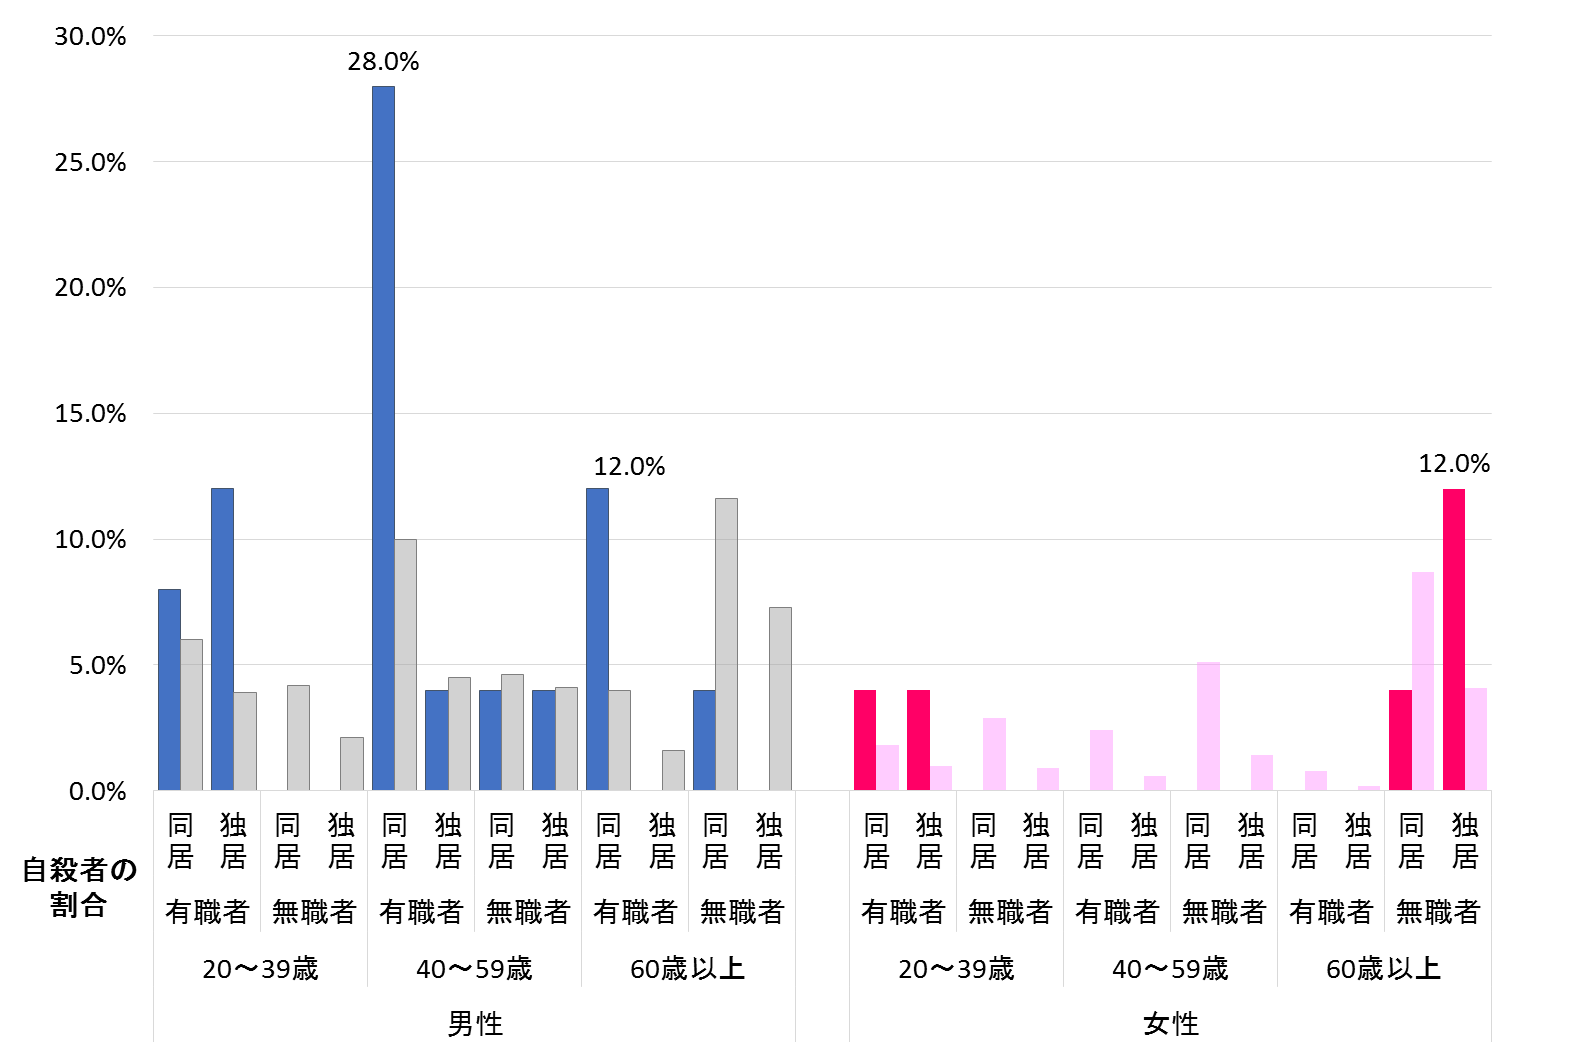 30.0%
28.0%
25.0%
20.0%
15.0%
12.0%
12.0%
10.0%
5.0%
0.0%
同居 独居 同居 独居 同居 独居 同居 独居 同居 独居 同居 独居 同居 独居 同居 独居 同居 独居 同居 独居 同居 独居 同居 独居
自殺者の
割合
有職者 無職者 有職者 無職者 有職者 無職者 有職者 無職者 有職者 無職者 有職者 無職者
20～39歳 40～59歳 60歳以上 20～39歳 40～59歳 60歳以上
男性 女性